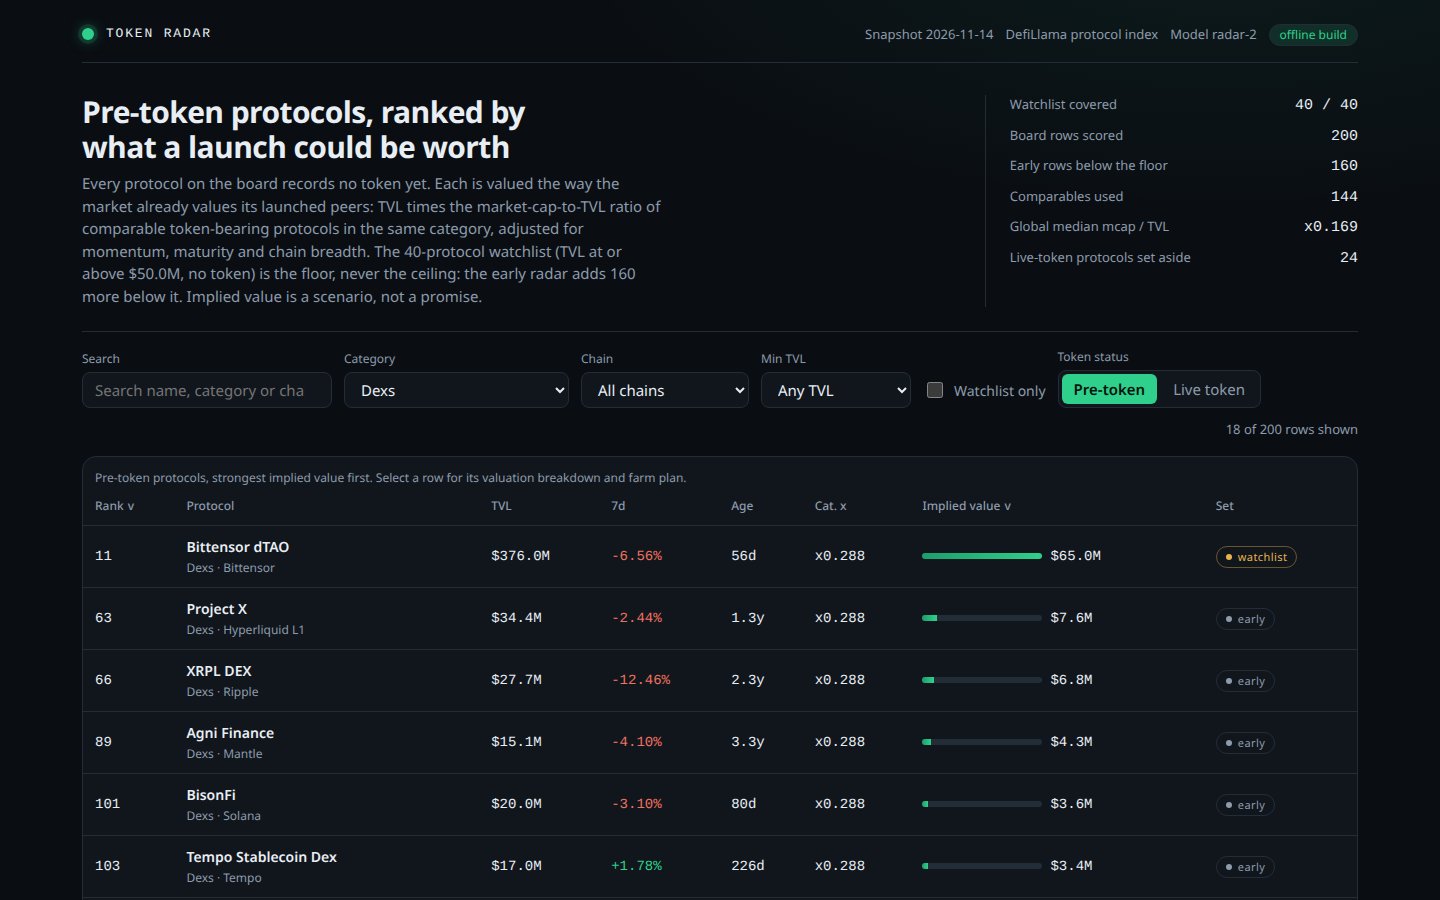 TOKEN RADAR
Snapshot 2026-11-14 DefiLlama protocol index Model radar-2 offline build
Pre-token protocols, ranked by
what a launch could be worth
Every protocol on the board records no token yet. Each is valued the way the
market already values its launched peers: TVL times the market-cap-to-TVL ratio of
comparable token-bearing protocols in the same category, adjusted for
momentum, maturity and chain breadth. The 40-protocol watchlist (TVL at or
above $50.0M, no token) is the floor, never the ceiling: the early radar adds 160
more below it. Implied value is a scenario, not a promise.
Watchlist covered 40 / 40
Board rows scored 200
Early rows below the floor 160
Comparables used 144
Global median mcap / TVL x0.169
Live-token protocols set aside 24
Search Category Chain Min TVL Token status
Search name, category or cha Dexs All chains Any TVL Watchlist only Pre-token Live token
18 of 200 rows shown
Pre-token protocols, strongest implied value first. Select a row for its valuation breakdown and farm plan.
Rank v Protocol TVL 7d Age Cat. x Implied value v Set
11 Bittensor dTAO $376.0M -6.56% 56d x0.288 $65.0M watchlist
Dexs · Bittensor
63 Project X $34.4M -2.44% 1.3y x0.288 $7.6M early
Dexs · Hyperliquid L1
66 XRPL DEX $27.7M -12.46% 2.3y x0.288 $6.8M early
Dexs · Ripple
89 Agni Finance $15.1M -4.10% 3.3y x0.288 $4.3M early
Dexs · Mantle
101 BisonFi $20.0M -3.10% 80d x0.288 $3.6M early
Dexs · Solana
103 Tempo Stablecoin Dex $17.0M +1.78% 226d x0.288 $3.4M early
Dexs · Tempo